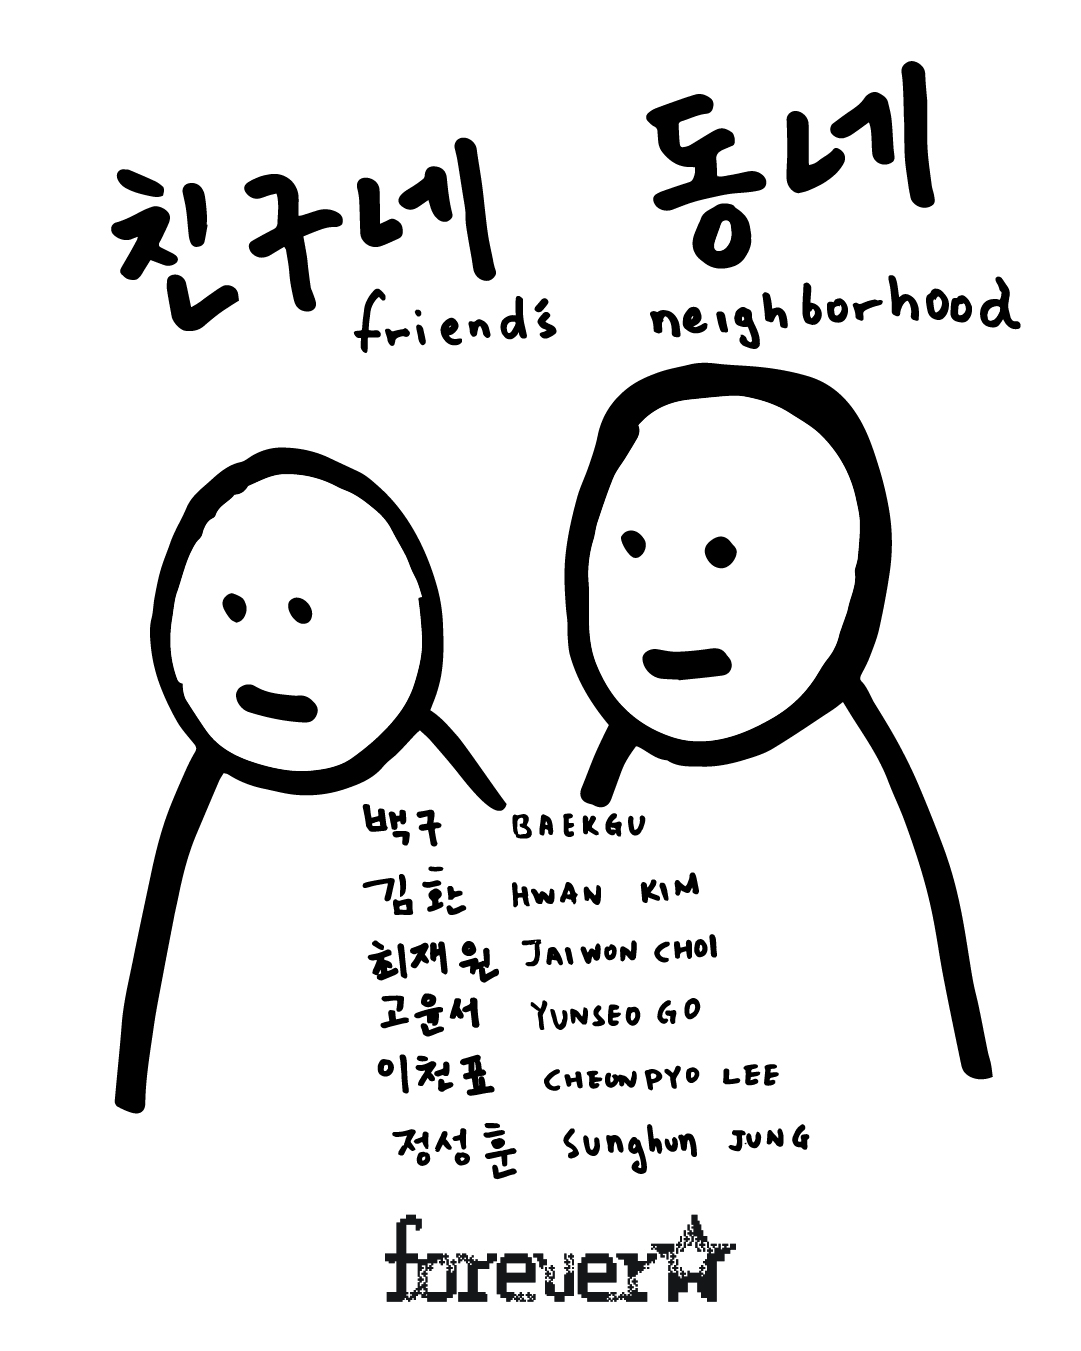 친구네 동네
friend's neighborhood
백구 BAEKGU
김환 HWAN KIM
최재원 JAIWON CHOI
고윤서 YUNSEO GO
이천표 CHEONPYO LEE
정성훈 Sunghun JUNG
forever